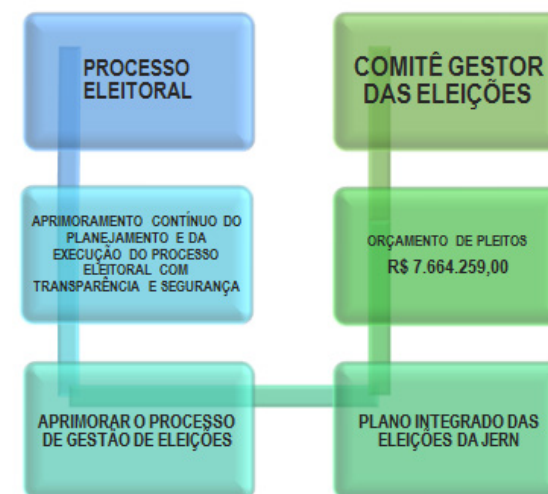 PROCESSO
ELEITORAL
APRIMORAMENTO CONTÍNUO DO
PLANEJAMENTO E DA
EXECUÇÃO DO PROCESSO
ELEITORAL COM
TRANSPARÊNCIA E SEGURANÇA
APRIMORAR O PROCESSO
DE GESTÃO DE ELEIÇÕES
PLANO INTEGRADO DAS
ELEIÇÕES DA JERN
ORÇAMENTO DE PLEITOS
R$ 7.664.259,00
COMITÊ GESTOR
DAS ELEIÇÕES